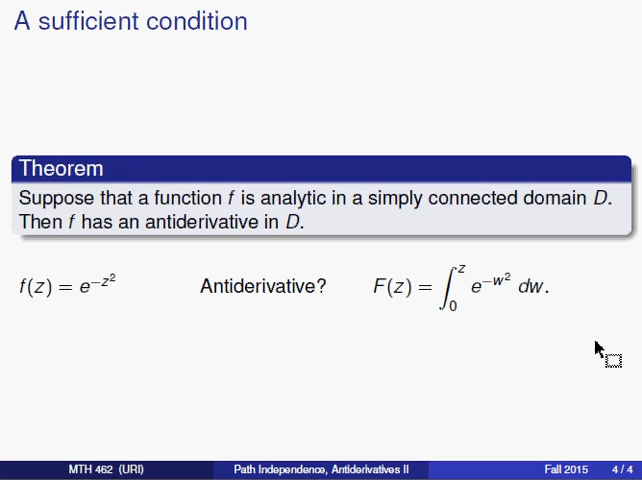 A sufficient condition
Theorem
Suppose that a function f is analytic in a simply connected domain D.
Then f has an antiderivative in D.
f(z) = e^{−z²} Antiderivative? F(z) = ∫₀ᶻ e^{−w²} dw.
MTH 462 (URI) Path Independence, Antiderivatives II Fall 2015 4 / 4